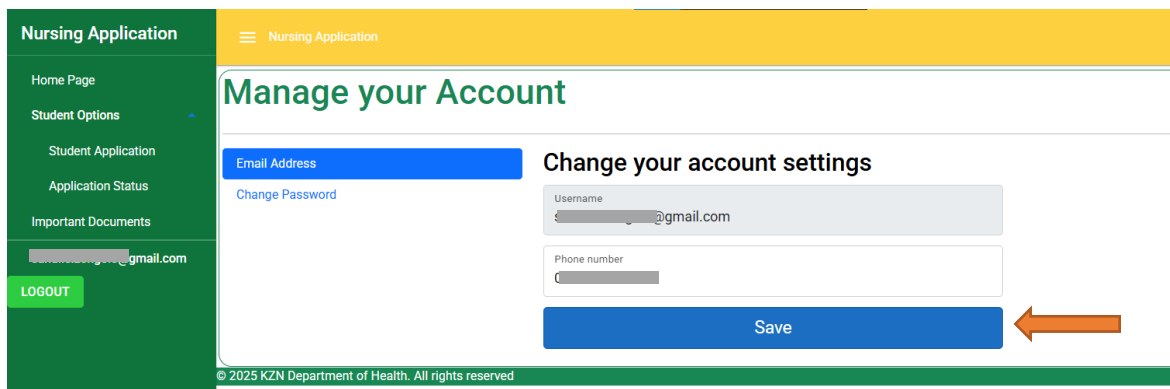 Nursing Application
Nursing Application
Home Page
Student Options
Student Application
Application Status
Important Documents
gmail.com
LOGOUT
Manage your Account
Email Address
Change Password
Change your account settings
Username
@gmail.com
Phone number
Save
© 2025 KZN Department of Health. All rights reserved